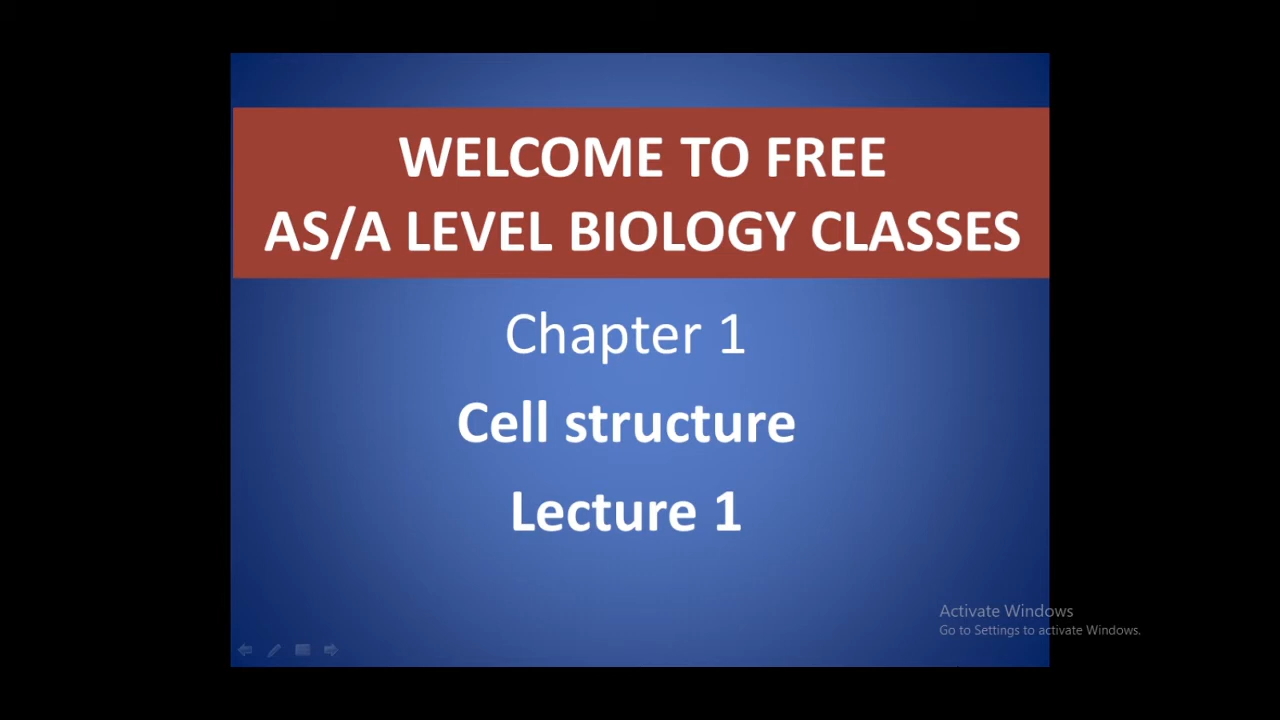 WELCOME TO FREE
AS/A LEVEL BIOLOGY CLASSES
Chapter 1
Cell structure
Lecture 1
Activate Windows
Go to Settings to activate Windows.